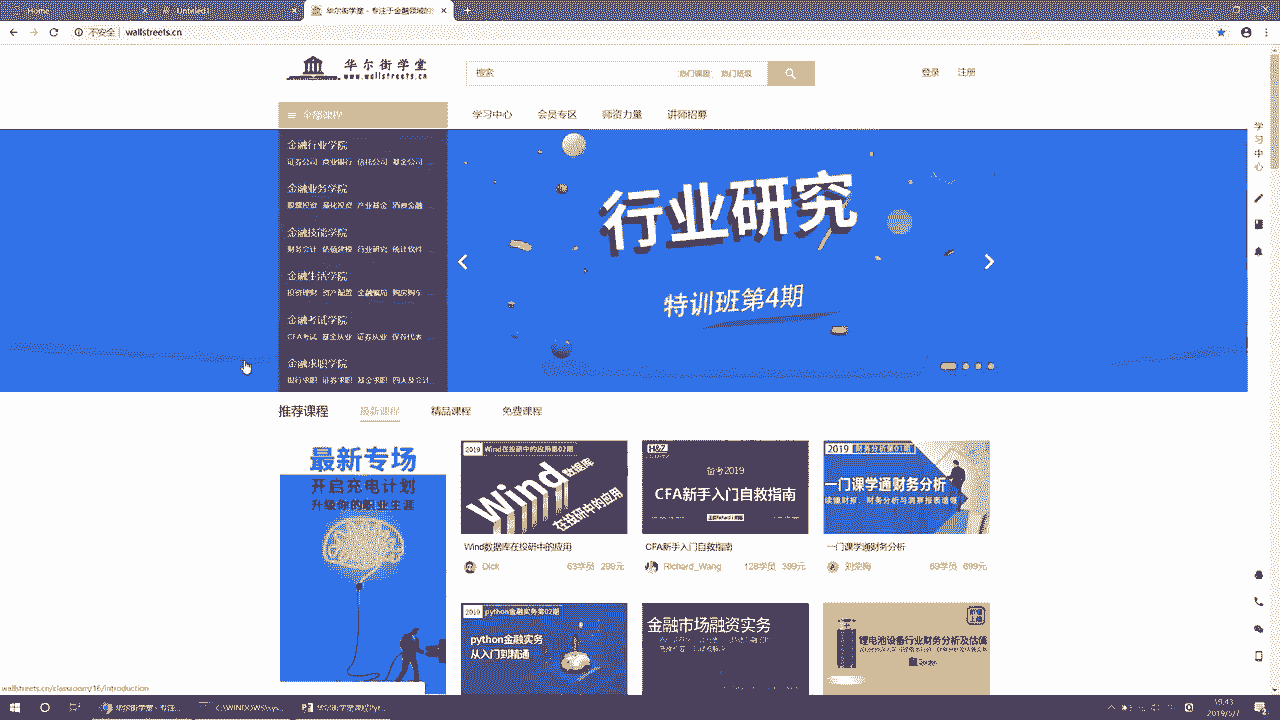 Home
Untitled
华尔街学堂 - 专注于金融领域的
不安全 wallstreets.cn
华尔街学堂
www.wallstreets.cn
搜索 热门课程 热门班级
登录 注册
全部课程
学习中心 会员专区 师资力量 讲师招募
金融行业学院
证券公司 商业银行 信托公司 基金公司 ...
金融业务学院
股票投资 量化投资 产业基金 消费金融 ...
金融技能学院
财务会计 估值建模 行业研究 统计软件 ...
金融生活学院
投资理财 资产配置 金融骗局 购房购车 ...
金融考试学院
CFA考试 基金从业 证券从业 保荐代表 ...
金融求职学院
银行求职 证券求职 基金求职 四大及会计...
行业研究
特训班第4期
学习中心
推荐课程 最新课程 精品课程 免费课程
最新专场
开启充电计划
升级你的职业生涯
2019 Wind在投研中的应用第02期
Wind数据库
在投研中的应用
Wind数据库在投研中的应用
Dick 63学员 299元
备考2019
CFA新手入门自救指南
CFA新手入门自救指南
Richard_Wang 128学员 399元
2019 财务分析第01期
一门课学通财务分析
读懂财报、财务分析与洞察报表造假
一门课学通财务分析
69学员 699元
2019 python金融实务第02期
python金融实务
从入门到精通
金融市场融资实务
锂电池设备行业财务分析及估值
wallstreets.cn/classroom/16/introduction
华尔街学堂 - 专注...
C:\WINDOWS\sys...
华尔街学堂课程Pyt...
19:43
2019/5/7